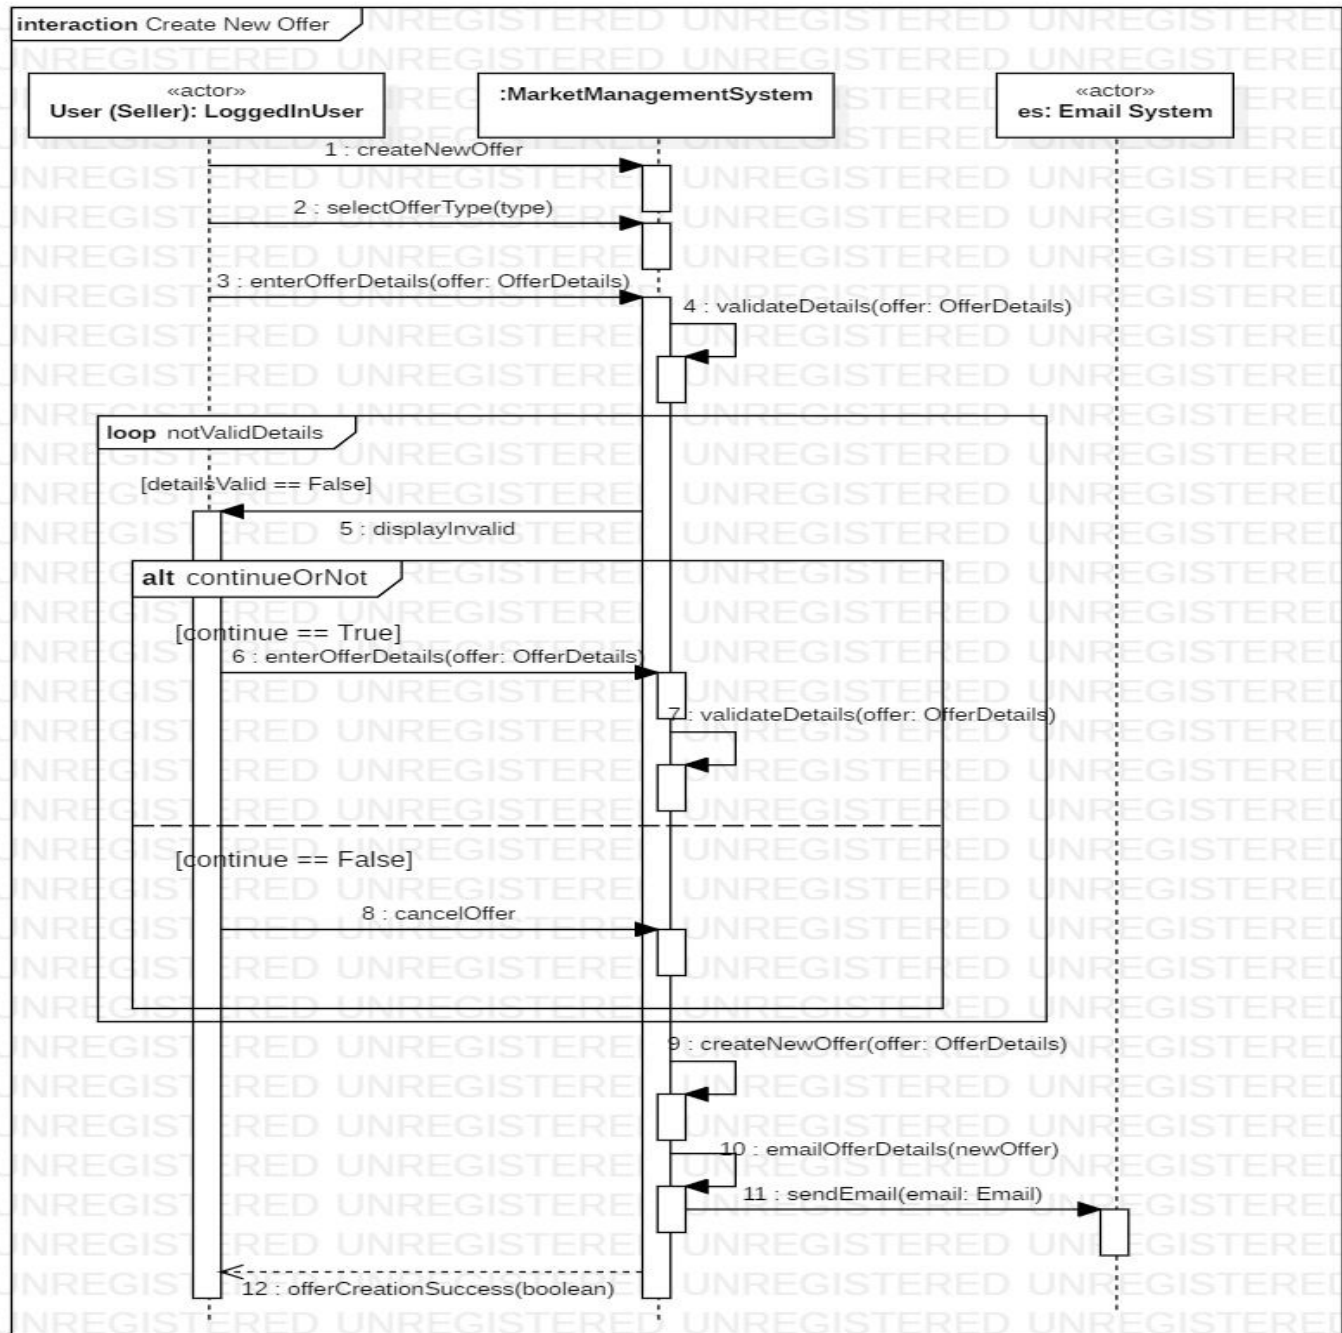 interaction Create New Offer
«actor»
User (Seller): LoggedInUser
:MarketManagementSystem
«actor»
es: Email System
1 : createNewOffer
2 : selectOfferType(type)
3 : enterOfferDetails(offer: OfferDetails)
4 : validateDetails(offer: OfferDetails)
loop notValidDetails
[detailsValid == False]
5 : displayInvalid
alt continueOrNot
[continue == True]
6 : enterOfferDetails(offer: OfferDetails)
7 : validateDetails(offer: OfferDetails)
[continue == False]
8 : cancelOffer
9 : createNewOffer(offer: OfferDetails)
10 : emailOfferDetails(newOffer)
11 : sendEmail(email: Email)
12 : offerCreationSuccess(boolean)
UNREGISTERED